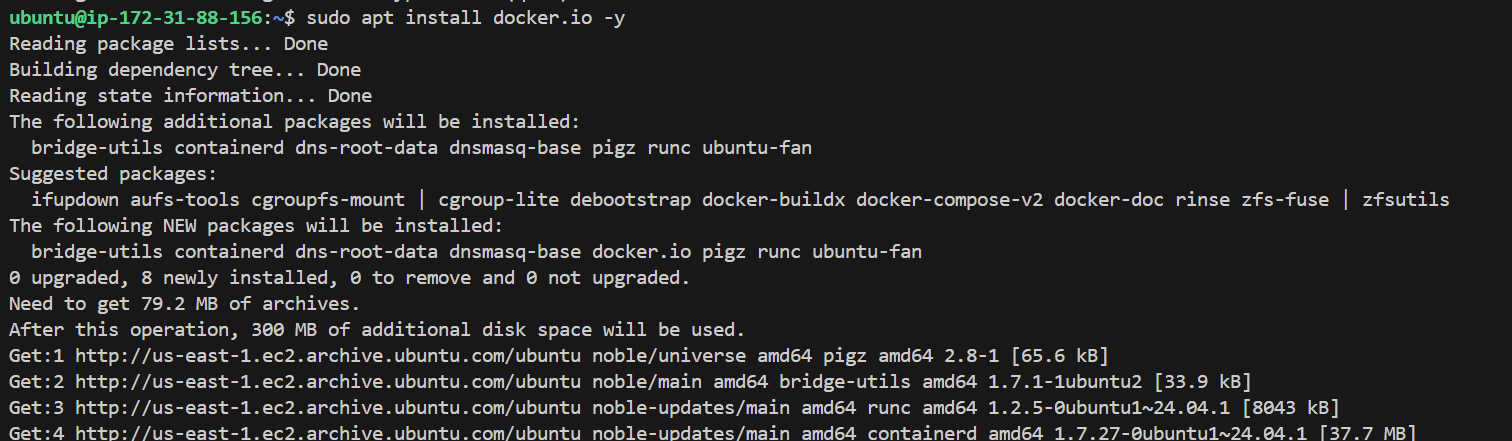 ubuntu@ip-172-31-88-156:~$ sudo apt install docker.io -y
Reading package lists... Done
Building dependency tree... Done
Reading state information... Done
The following additional packages will be installed:
  bridge-utils containerd dns-root-data dnsmasq-base pigz runc ubuntu-fan
Suggested packages:
  ifupdown aufs-tools cgroupfs-mount | cgroup-lite debootstrap docker-buildx docker-compose-v2 docker-doc rinse zfs-fuse | zfsutils
The following NEW packages will be installed:
  bridge-utils containerd dns-root-data dnsmasq-base docker.io pigz runc ubuntu-fan
0 upgraded, 8 newly installed, 0 to remove and 0 not upgraded.
Need to get 79.2 MB of archives.
After this operation, 300 MB of additional disk space will be used.
Get:1 http://us-east-1.ec2.archive.ubuntu.com/ubuntu noble/universe amd64 pigz amd64 2.8-1 [65.6 kB]
Get:2 http://us-east-1.ec2.archive.ubuntu.com/ubuntu noble/main amd64 bridge-utils amd64 1.7.1-1ubuntu2 [33.9 kB]
Get:3 http://us-east-1.ec2.archive.ubuntu.com/ubuntu noble-updates/main amd64 runc amd64 1.2.5-0ubuntu1~24.04.1 [8043 kB]
Get:4 http://us-east-1.ec2.archive.ubuntu.com/ubuntu noble-updates/main amd64 containerd amd64 1.7.27-0ubuntu1~24.04.1 [37.7 MB]